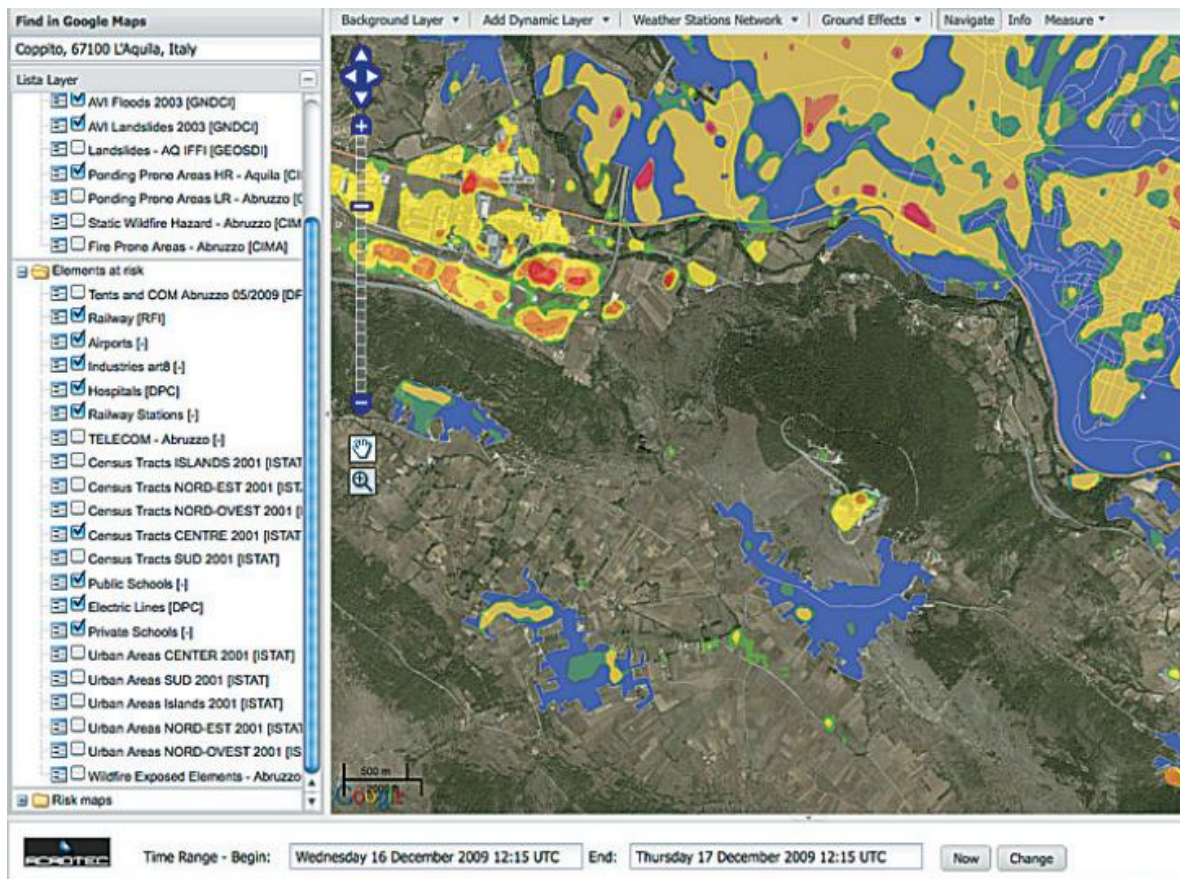 Find in Google Maps
Background Layer
Add Dynamic Layer
Weather Stations Network
Ground Effects
Navigate
Info
Measure
Coppito, 67100 L'Aquila, Italy
Lista Layer
AVI Floods 2003 [GNDCI]
AVI Landslides 2003 [GNDCI]
Landslides - AQ IFFI [GEOSDI]
Ponding Prone Areas HR - Aquila [CI
Ponding Prone Areas LR - Abruzzo [C
Static Wildfire Hazard - Abruzzo [CIM
Fire Prone Areas - Abruzzo [CIMA]
Elements at risk
Tents and COM Abruzzo 05/2009 [DF
Railway [RFI]
Airports [-]
Industries art8 [-]
Hospitals [DPC]
Railway Stations [-]
TELECOM - Abruzzo [-]
Census Tracts ISLANDS 2001 [ISTAT
Census Tracts NORD-EST 2001 [IST.
Census Tracts NORD-OVEST 2001 [I
Census Tracts CENTRE 2001 [ISTAT
Census Tracts SUD 2001 [ISTAT]
Public Schools [-]
Electric Lines [DPC]
Private Schools [-]
Urban Areas CENTER 2001 [ISTAT]
Urban Areas SUD 2001 [ISTAT]
Urban Areas Islands 2001 [ISTAT]
Urban Areas NORD-EST 2001 [ISTAT
Urban Areas NORD-OVEST 2001 [IS
Wildfire Exposed Elements - Abruzzo
Risk maps
500 m
2000 ft
Google
ACROTEC
Time Range - Begin:
Wednesday 16 December 2009 12:15 UTC
End:
Thursday 17 December 2009 12:15 UTC
Now
Change